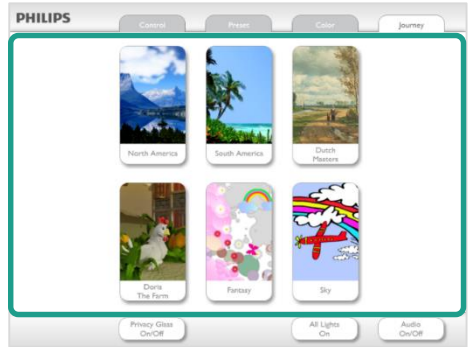 PHILIPS
Control
Preset
Color
Journey
North America
South America
Dutch
Masters
Doris
The Farm
Fantasy
Sky
Privacy Glass
On/Off
All Lights
On
Audio
On/Off